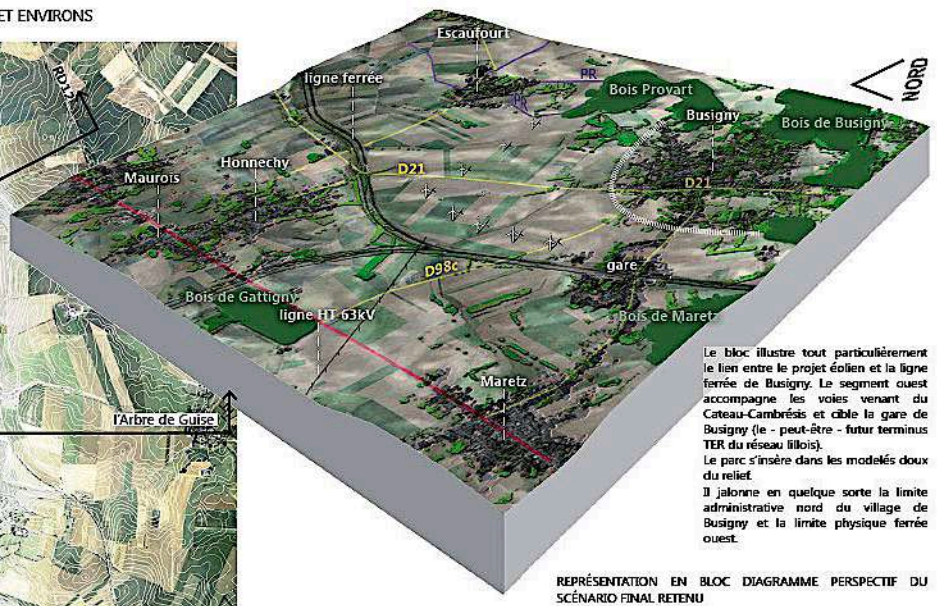 ET ENVIRONS
RD12
l'Arbre de Guise
Escaufourt
ligne ferrée
PR
PR
Bois Provart
NORD
Busigny
Bois de Busigny
Honnechy
Maurois
D21
D21
gare
D98c
Bois de Gattigny
ligne HT 63kV
Bois de Maretz
Maretz
Le bloc illustre tout particulièrement
le lien entre le projet éolien et la ligne
ferrée de Busigny. Le segment ouest
accompagne les voies venant du
Cateau-Cambrésis et cible la gare de
Busigny (le - peut-être - futur terminus
TER du réseau lillois).
Le parc s'insère dans les modelés doux
du relief.
Il jalonne en quelque sorte la limite
administrative nord du village de
Busigny et la limite physique ferrée
ouest.
REPRÉSENTATION EN BLOC DIAGRAMME PERSPECTIF DU
SCÉNARIO FINAL RETENU